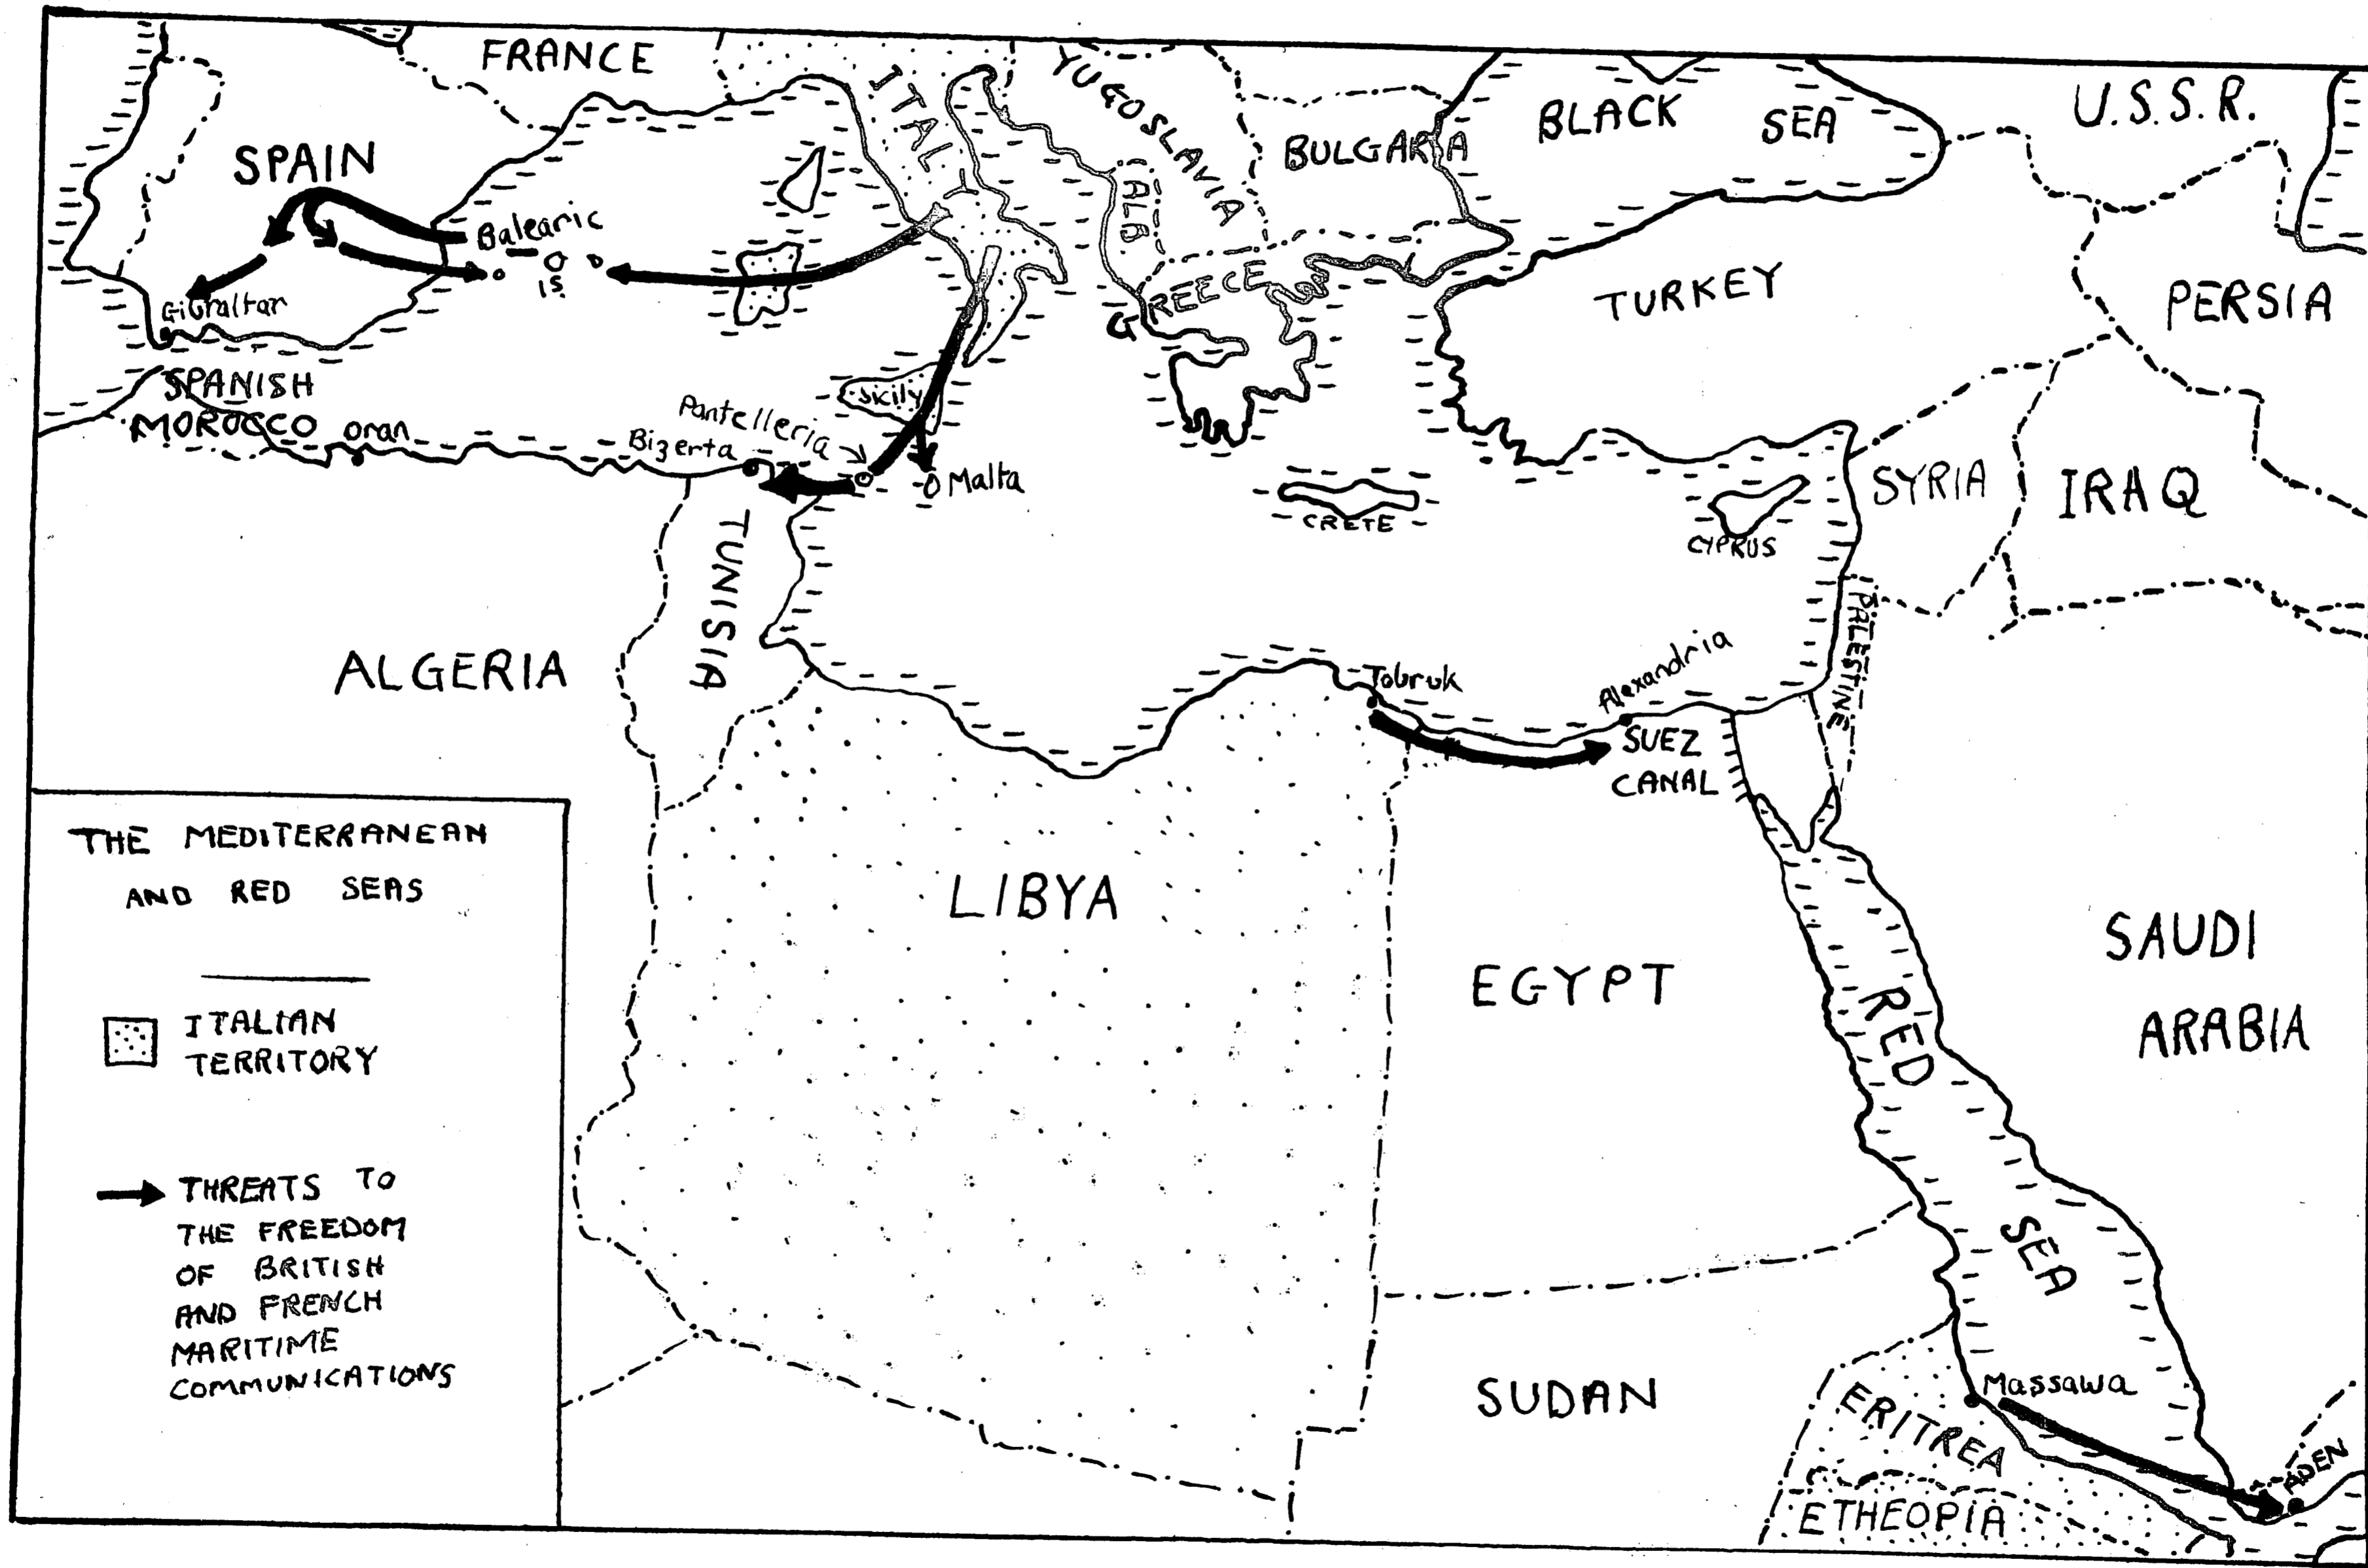 FRANCE
ITALY
YUGOSLAVIA
BULGARIA
BLACK SEA
U.S.S.R.
SPAIN
ALB
Balearic
Is.
GREECE
TURKEY
PERSIA
Gibraltar
SPANISH
MOROCCO
Oran
Sicily
Pantelleria
Bizerta
Malta
CRETE
CYPRUS
SYRIA
IRAQ
TUNISIA
PALESTINE
ALGERIA
Tobruk
Alexandria
SUEZ
CANAL
LIBYA
EGYPT
RED SEA
SAUDI
ARABIA
SUDAN
Massawa
ERITREA
ETHEOPIA
ADEN
THE MEDITERRANEAN
AND RED SEAS
ITALIAN
TERRITORY
THREATS TO
THE FREEDOM
OF BRITISH
AND FRENCH
MARITIME
COMMUNICATIONS